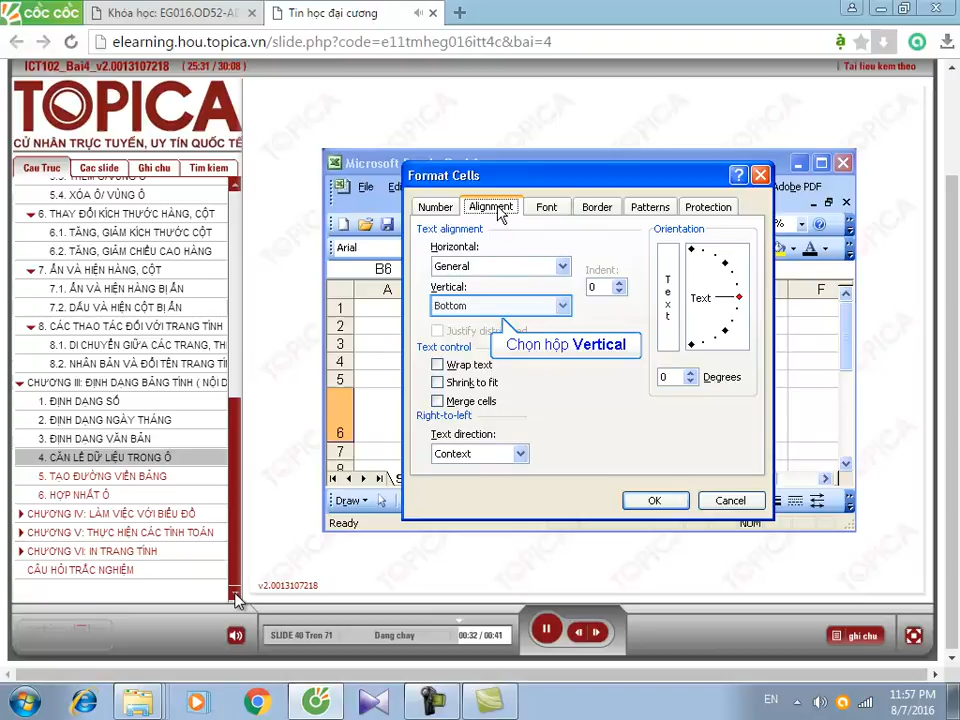 cốc cốc
Khóa học: EG016.OD52-AD
Tin học đại cương
elearning.hou.topica.vn/slide.php?code=e11tmheg016itt4c&bai=4
ICT102_Bai4_v2.0013107218 ( 25:31 / 30:08 )
Tai lieu kem theo
TOPICA
CỬ NHÂN TRỰC TUYẾN, UY TÍN QUỐC TẾ
Cau Truc
Cac slide
Ghi chu
Tim kiem
5.4. XÓA Ô/ VÙNG Ô
6. THAY ĐỔI KÍCH THƯỚC HÀNG, CỘT
6.1. TĂNG, GIẢM KÍCH THƯỚC CỘT
6.2. TĂNG, GIẢM CHIỀU CAO HÀNG
7. ẨN VÀ HIỆN HÀNG, CỘT
7.1. ẨN VÀ HIỆN HÀNG BỊ ẨN
7.2. DẤU VÀ HIỆN CỘT BỊ ẨN
8. CÁC THAO TÁC ĐỐI VỚI TRANG TÍNH
8.1. DI CHUYỂN GIỮA CÁC TRANG, TH
8.2. NHÂN BẢN VÀ ĐỔI TÊN TRANG TÍN
CHƯƠNG III: ĐỊNH DẠNG BẢNG TÍNH ( NỘI D
1. ĐỊNH DẠNG SỐ
2. ĐỊNH DẠNG NGÀY THÁNG
3. ĐỊNH DẠNG VĂN BẢN
4. CĂN LỀ DỮ LIỆU TRONG Ô
5. TẠO ĐƯỜNG VIỀN BẢNG
6. HỢP NHẤT Ô
CHƯƠNG IV: LÀM VIỆC VỚI BIỂU ĐỒ
CHƯƠNG V: THỰC HIỆN CÁC TÍNH TOÁN
CHƯƠNG VI: IN TRANG TÍNH
CÂU HỎI TRẮC NGHIỆM
Microsoft
File
Edi
Adobe PDF
Arial
%
A
B6
A
F
1
2
3
4
5
6
7
8
Draw
Ready
NUM
Format Cells
Number
Alignment
Font
Border
Patterns
Protection
Text alignment
Horizontal:
General
Indent:
0
Vertical:
Bottom
Justify dist
Chọn hộp Vertical
Text control
Wrap text
Shrink to fit
Merge cells
Right-to-left
Text direction:
Context
Orientation
Text
Text
0
Degrees
OK
Cancel
v2.0013107218
SLIDE 40 Tren 71
Dang chay
00:32 / 00:41
ghi chu
EN
11:57 PM
8/7/2016